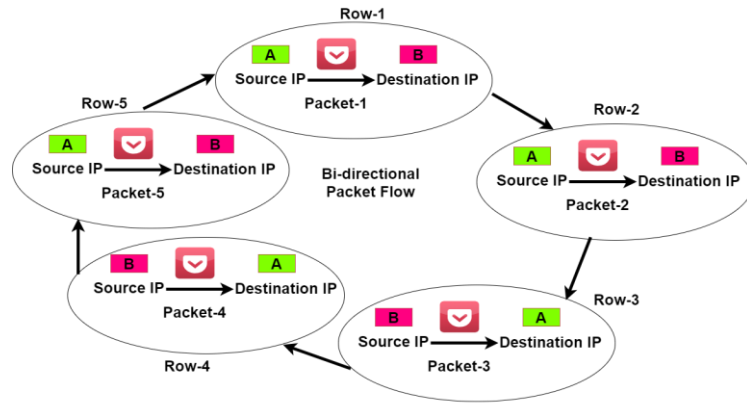 Row-1
A B
Source IP Destination IP
Packet-1
Row-2
A B
Source IP Destination IP
Packet-2
Row-3
B A
Source IP Destination IP
Packet-3
Row-4
B A
Source IP Destination IP
Packet-4
Row-5
A B
Source IP Destination IP
Packet-5
Bi-directional
Packet Flow